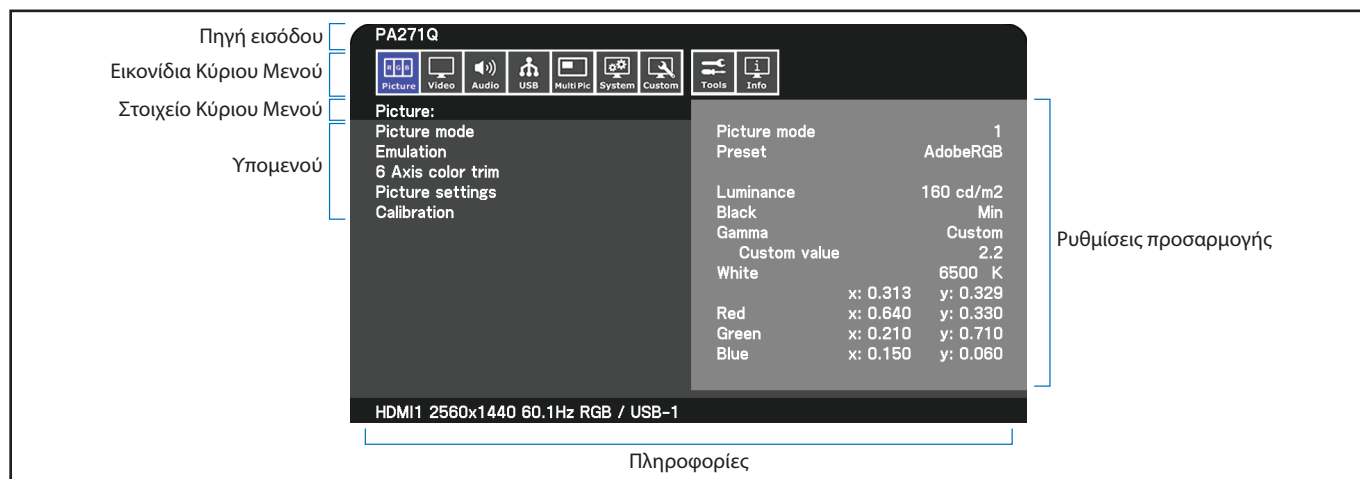 Πηγή εισόδου
PA271Q
Εικονίδια Κύριου Μενού
RGB
Picture Video Audio USB Multi Pic System Custom Tools Info
Στοιχείο Κύριου Μενού
Picture:
Υπομενού
Picture mode
Emulation
6 Axis color trim
Picture settings
Calibration
Picture mode 1
Preset AdobeRGB
Luminance 160 cd/m2
Black Min
Gamma Custom
Custom value 2.2
White 6500 K
x: 0.313 y: 0.329
Red x: 0.640 y: 0.330
Green x: 0.210 y: 0.710
Blue x: 0.150 y: 0.060
Ρυθμίσεις προσαρμογής
HDMI1 2560x1440 60.1Hz RGB / USB-1
Πληροφορίες